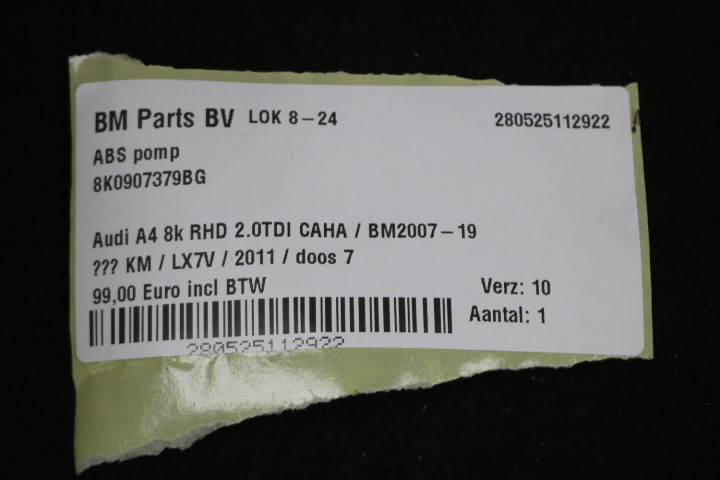 BM Parts BV LOK 8-24 280525112922
ABS pomp
8K0907379BG
Audi A4 8k RHD 2.0TDI CAHA / BM2007-19
??? KM / LX7V / 2011 / doos 7
99,00 Euro incl BTW Verz: 10
Aantal: 1
280525112922